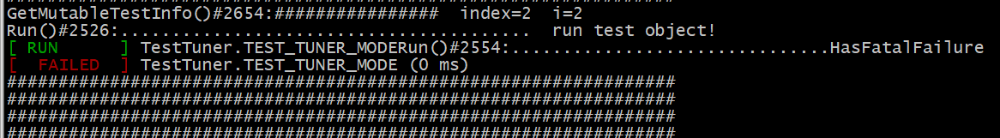 GetMutableTestInfo()#2654:################  index=2  i=2
Run()#2526:........................................  run test object!
[ RUN      ] TestTuner.TEST_TUNER_MODERun()#2554:...............................HasFatalFailure
[  FAILED  ] TestTuner.TEST_TUNER_MODE (0 ms)
#################################################################
#################################################################
#################################################################
#################################################################